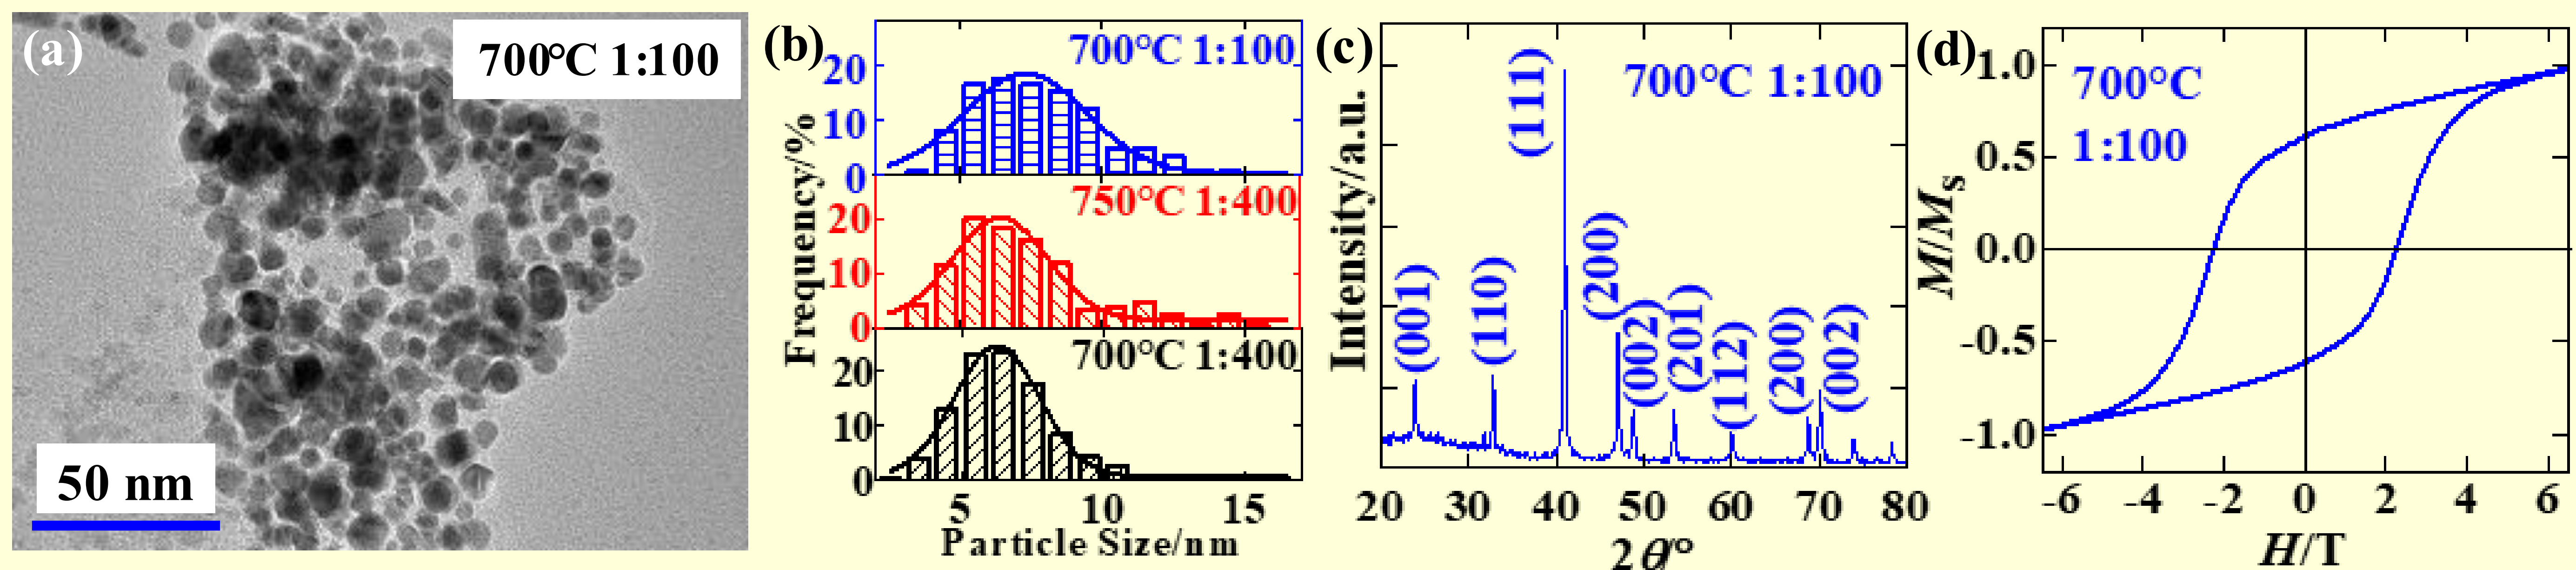 (a)
700°C 1:100
50 nm
(b)
Frequency/%
700°C 1:100
20
10
0
750°C 1:400
20
10
0
700°C 1:400
20
10
0
5 10 15
Particle Size/nm
(c)
Intensity/a.u.
700°C 1:100
(001)
(110)
(111)
(200)
(002)
(201)
(112)
(200)
(002)
20 30 40 50 60 70 80
2θ/°
(d)
M/MS
700°C
1:100
1.0
0.5
0.0
-0.5
-1.0
-6 -4 -2 0 2 4 6
H/T